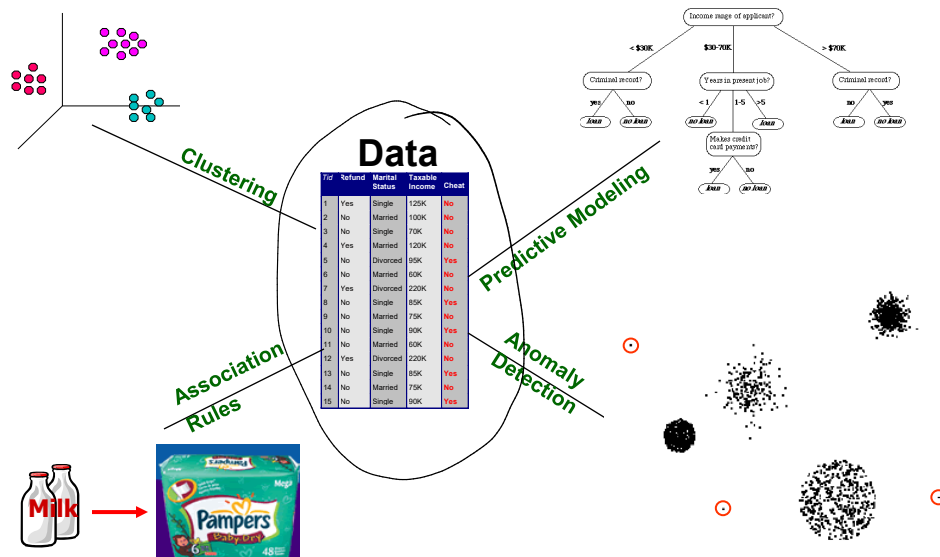 Income range of applicant?
< $30K
$30-70K
> $70K
Criminal record?
Years in present job?
Criminal record?
yes
no
< 1
1-5
>5
no
yes
loan
no loan
no loan
loan
loan
no loan
Makes credit
card payments?
yes
no
loan
no loan
Clustering
Data
Predictive Modeling
Tid Refund Marital Status Taxable Income Cheat
1 Yes Single 125K No
2 No Married 100K No
3 No Single 70K No
4 Yes Married 120K No
5 No Divorced 95K Yes
6 No Married 60K No
7 Yes Divorced 220K No
8 No Single 85K Yes
9 No Married 75K No
10 No Single 90K Yes
11 No Married 60K No
12 Yes Divorced 220K No
13 No Single 85K Yes
14 No Married 75K No
15 No Single 90K Yes
Association
Rules
Anomaly
Detection
Milk
Pampers
Mega
Pampers
Baby-Dry
6
48